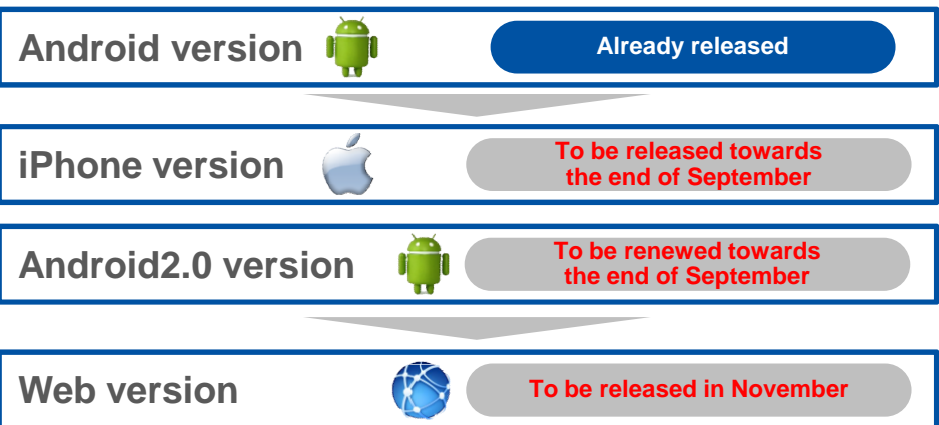 Android version
Already released
iPhone version
To be released towards
the end of September
Android2.0 version
To be renewed towards
the end of September
Web version
To be released in November